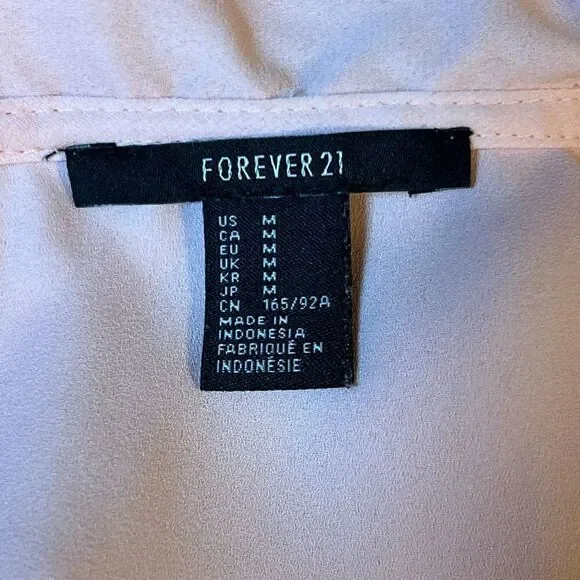 FOREVER 21
US M
CA M
EU M
UK M
KR M
JP M
CN 165/92A
MADE IN
INDONESIA
FABRIQUÉ EN
INDONÉSIE